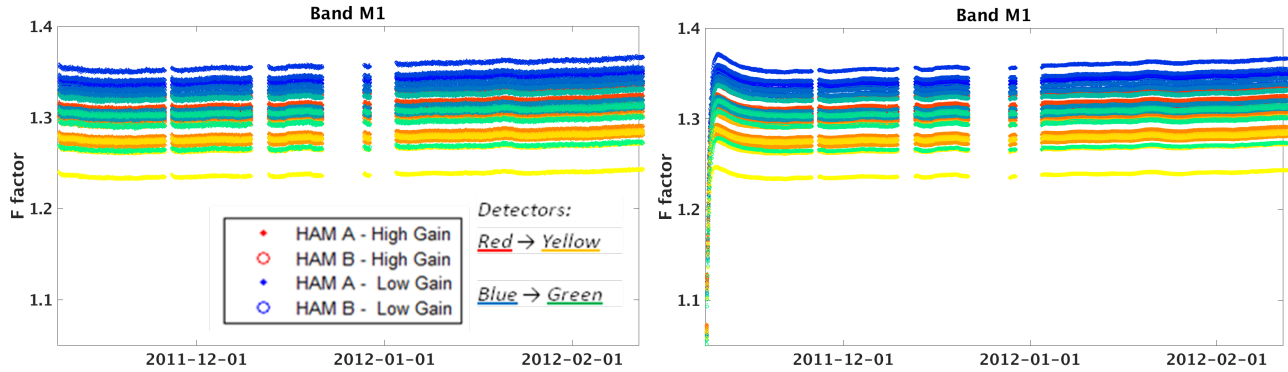 Band M1
F factor
1.4
1.3
1.2
1.1
2011-12-01
2012-01-01
2012-02-01
HAM A - High Gain
HAM B - High Gain
HAM A - Low Gain
HAM B - Low Gain
Detectors:
Red → Yellow
Blue → Green
Band M1
F factor
1.4
1.3
1.2
1.1
2011-12-01
2012-01-01
2012-02-01